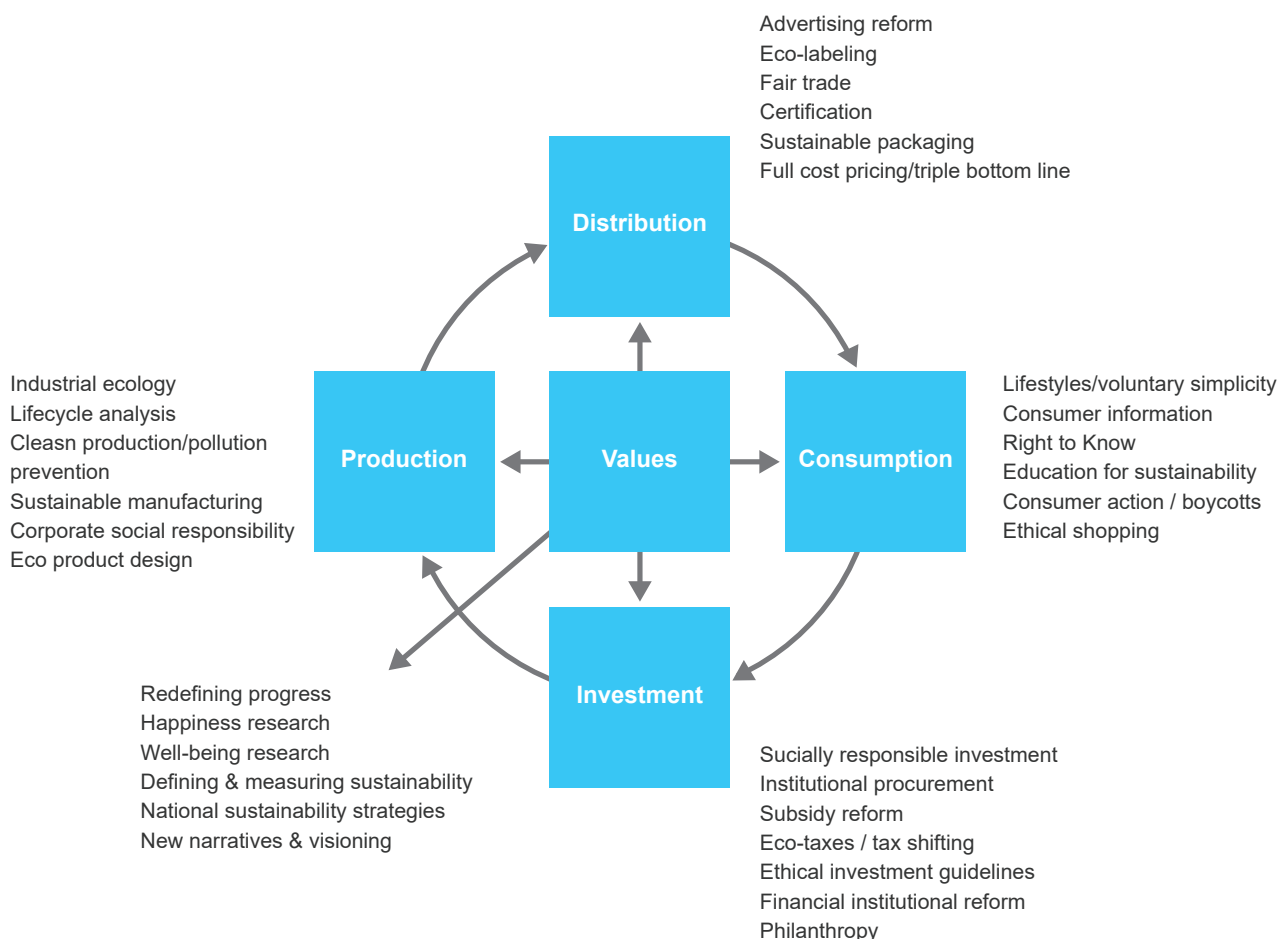 Advertising reform
Eco-labeling
Fair trade
Certification
Sustainable packaging
Full cost pricing/triple bottom line
Distribution
Industrial ecology
Lifecycle analysis
Cleasn production/pollution
prevention
Sustainable manufacturing
Corporate social responsibility
Eco product design
Production
Values
Consumption
Lifestyles/voluntary simplicity
Consumer information
Right to Know
Education for sustainability
Consumer action / boycotts
Ethical shopping
Redefining progress
Happiness research
Well-being research
Defining & measuring sustainability
National sustainability strategies
New narratives & visioning
Investment
Sucially responsible investment
Institutional procurement
Subsidy reform
Eco-taxes / tax shifting
Ethical investment guidelines
Financial institutional reform
Philanthropy